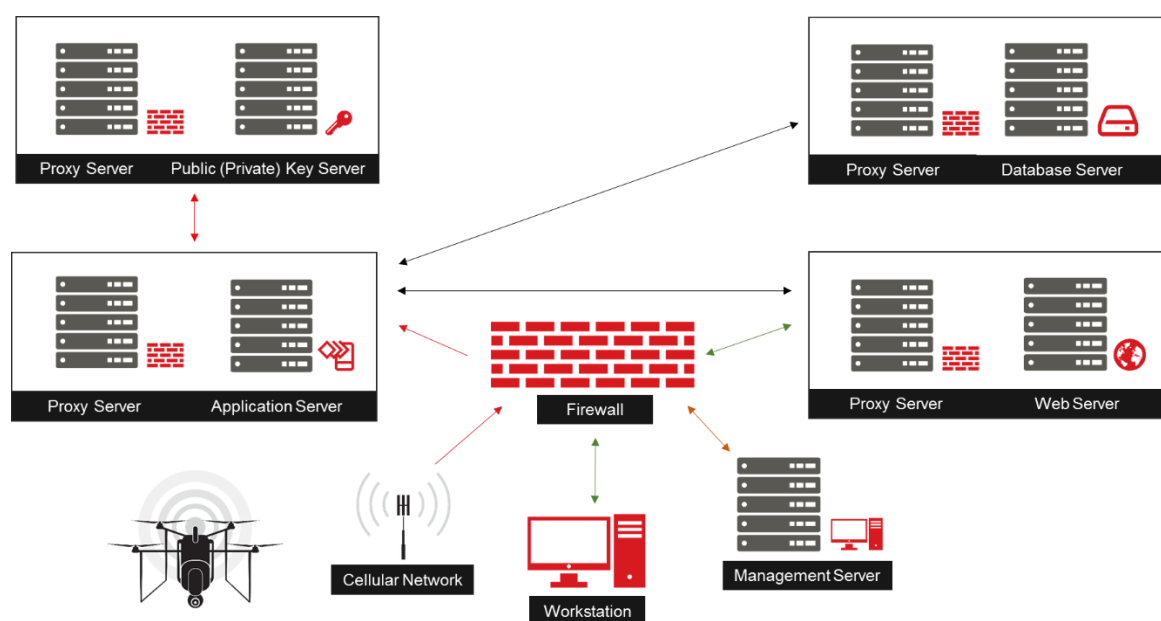 Proxy Server
Public (Private) Key Server
Proxy Server
Database Server
Proxy Server
Application Server
Proxy Server
Web Server
Firewall
Cellular Network
Workstation
Management Server